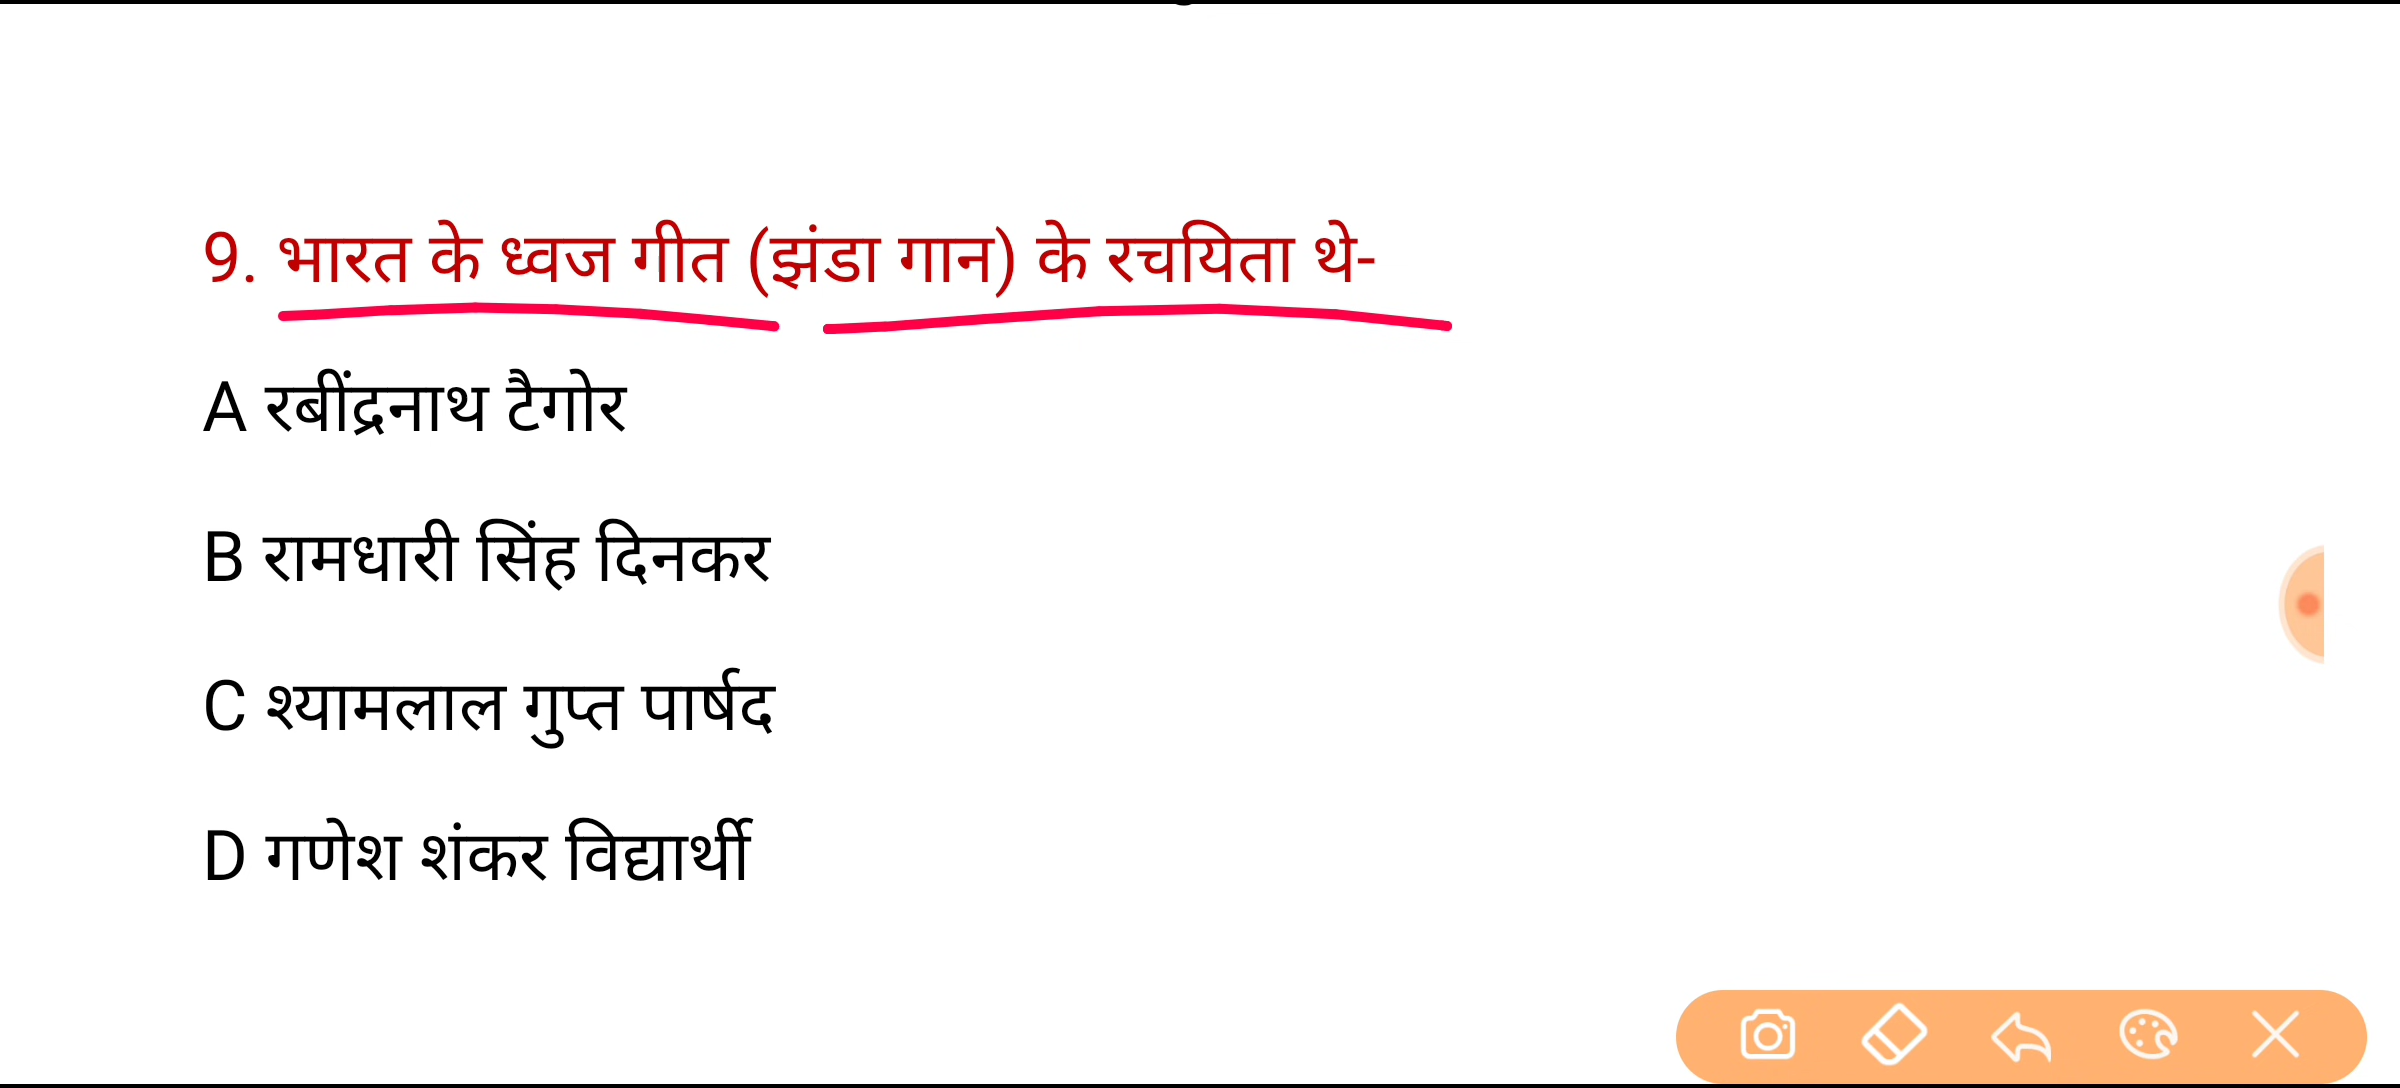 9. भारत के ध्वज गीत (झंडा गान) के रचयिता थे-
A रबींद्रनाथ टैगोर
B रामधारी सिंह दिनकर
C श्यामलाल गुप्त पार्षद
D गणेश शंकर विद्यार्थी